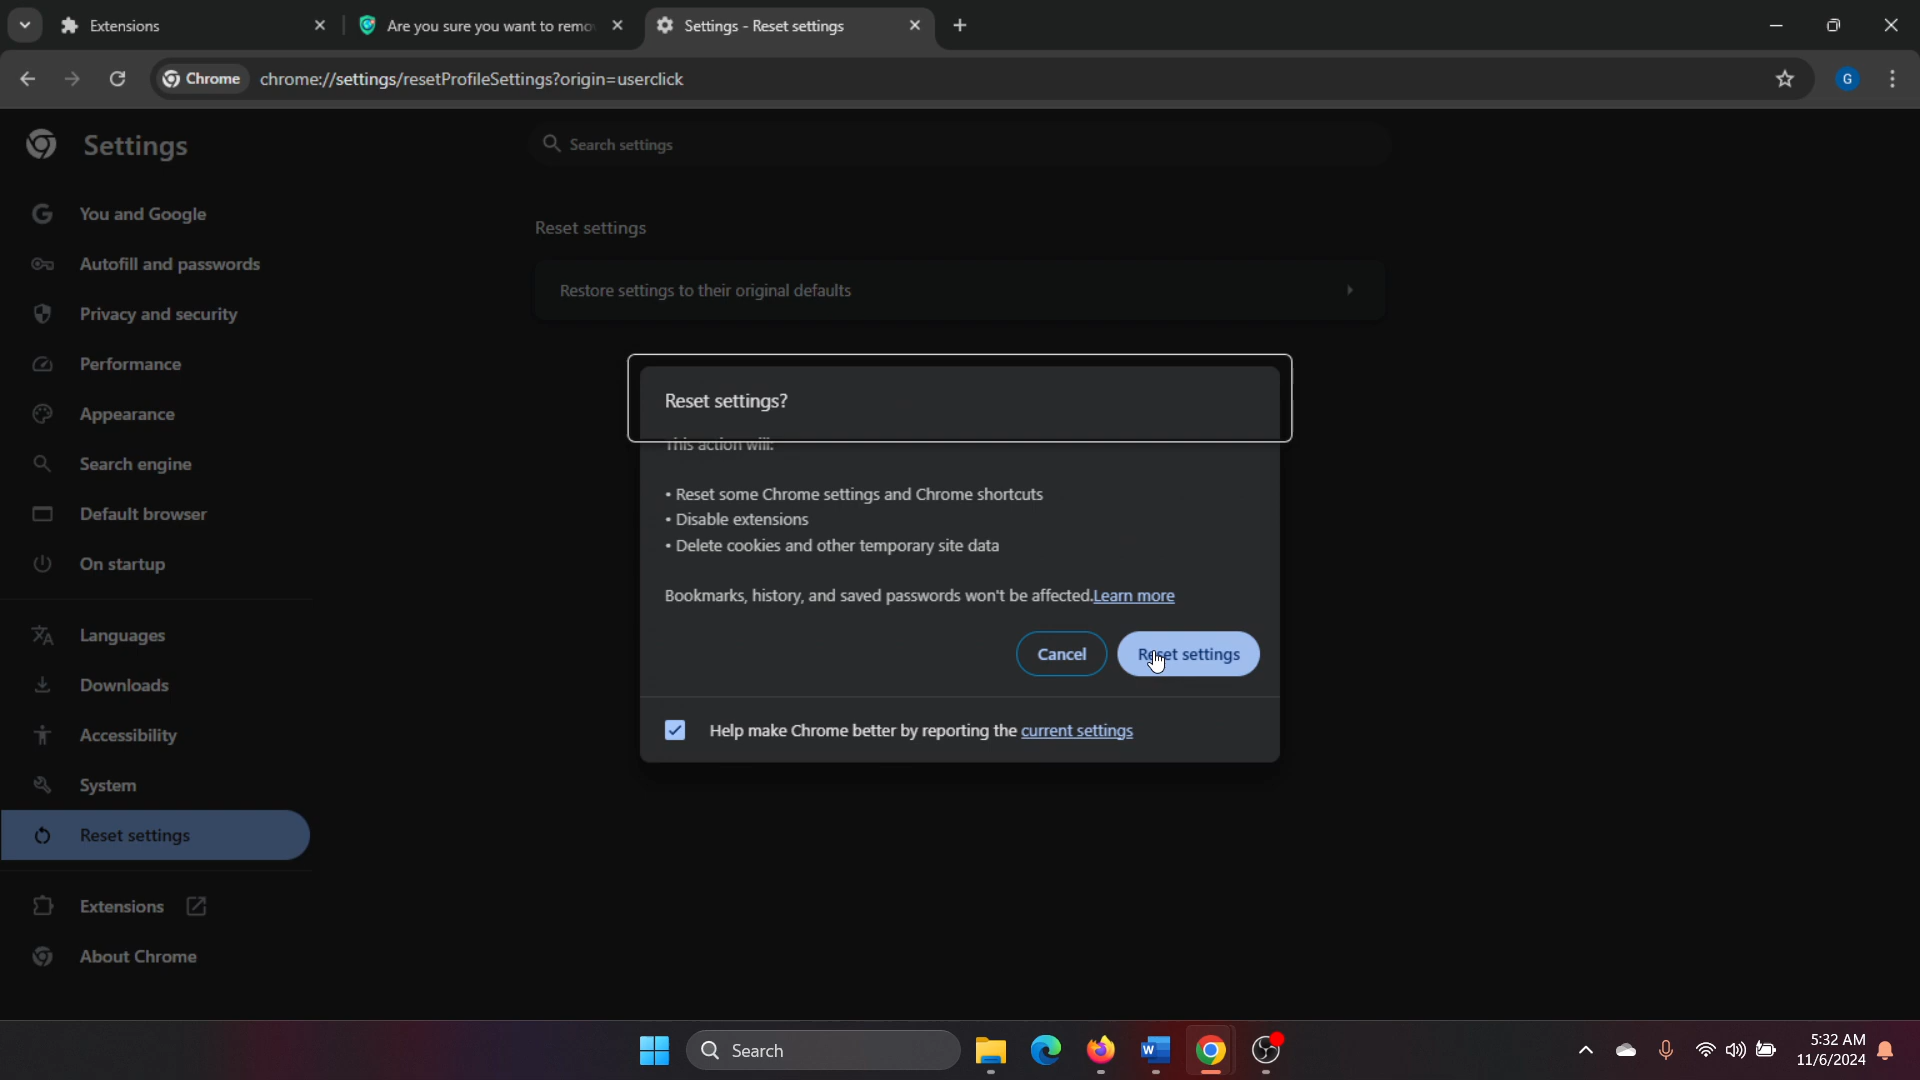 Extensions
Are you sure you want to remo
Settings - Reset settings
Chrome
chrome://settings/resetProfileSettings?origin=userclick
G
Settings
Search settings
You and Google
Autofill and passwords
Privacy and security
Performance
Appearance
Search engine
Default browser
On startup
Languages
Downloads
Accessibility
System
Reset settings
Extensions
About Chrome
Reset settings
Restore settings to their original defaults
Reset settings?
This action will:
• Reset some Chrome settings and Chrome shortcuts
• Disable extensions
• Delete cookies and other temporary site data
Bookmarks, history, and saved passwords won't be affected.Learn more
Cancel
Reset settings
Help make Chrome better by reporting the current settings
Search
W
5:32 AM
11/6/2024